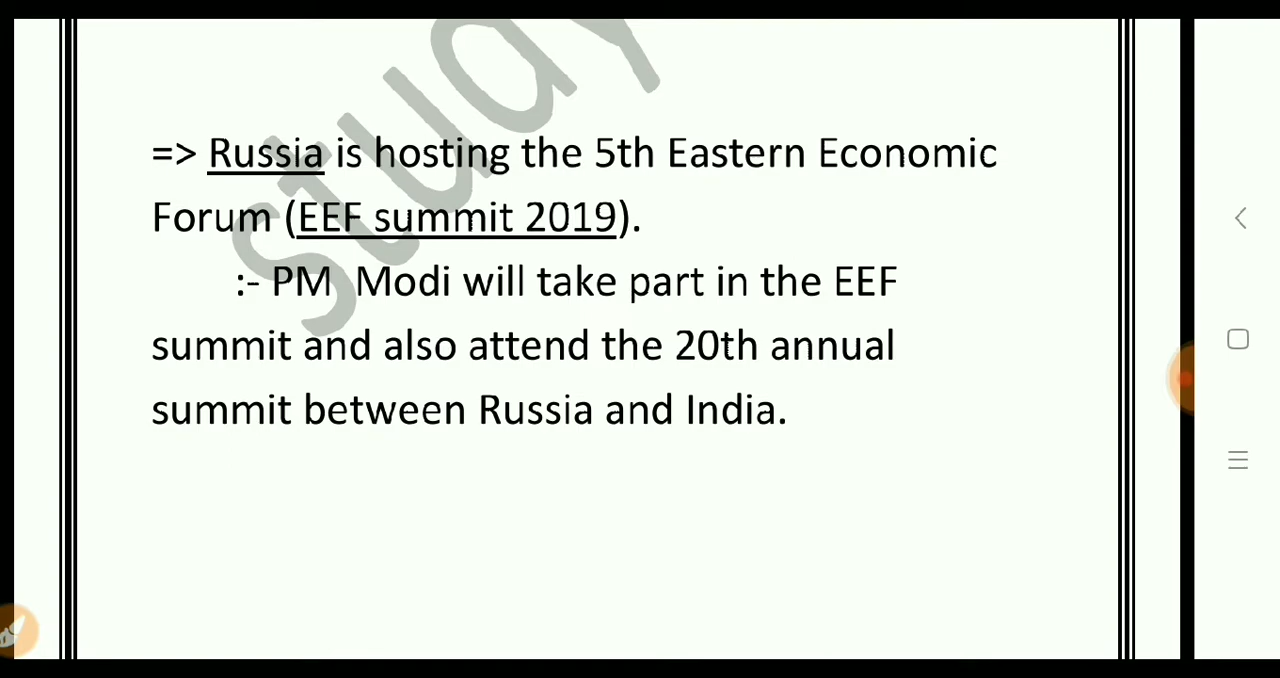 study
=> Russia is hosting the 5th Eastern Economic
Forum (EEF summit 2019).
:- PM Modi will take part in the EEF
summit and also attend the 20th annual
summit between Russia and India.